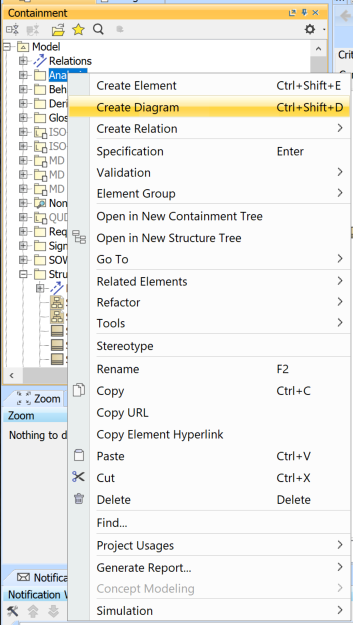 Containment
Model
Relations
Create Element Ctrl+Shift+E
Create Diagram Ctrl+Shift+D
Create Relation
Specification Enter
Validation
Element Group
Open in New Containment Tree
Open in New Structure Tree
Go To
Related Elements
Refactor
Tools
Stereotype
Rename F2
Copy Ctrl+C
Copy URL
Copy Element Hyperlink
Paste Ctrl+V
Cut Ctrl+X
Delete Delete
Find...
Project Usages
Generate Report...
Concept Modeling
Simulation
Beh
Deri
Glos
ISO
ISO
MD
MD
MD
Non
QUD
Req
Sign
SOW
Stru
Zoom
Zoom
Nothing to d
Notifica
Notification W
Crit